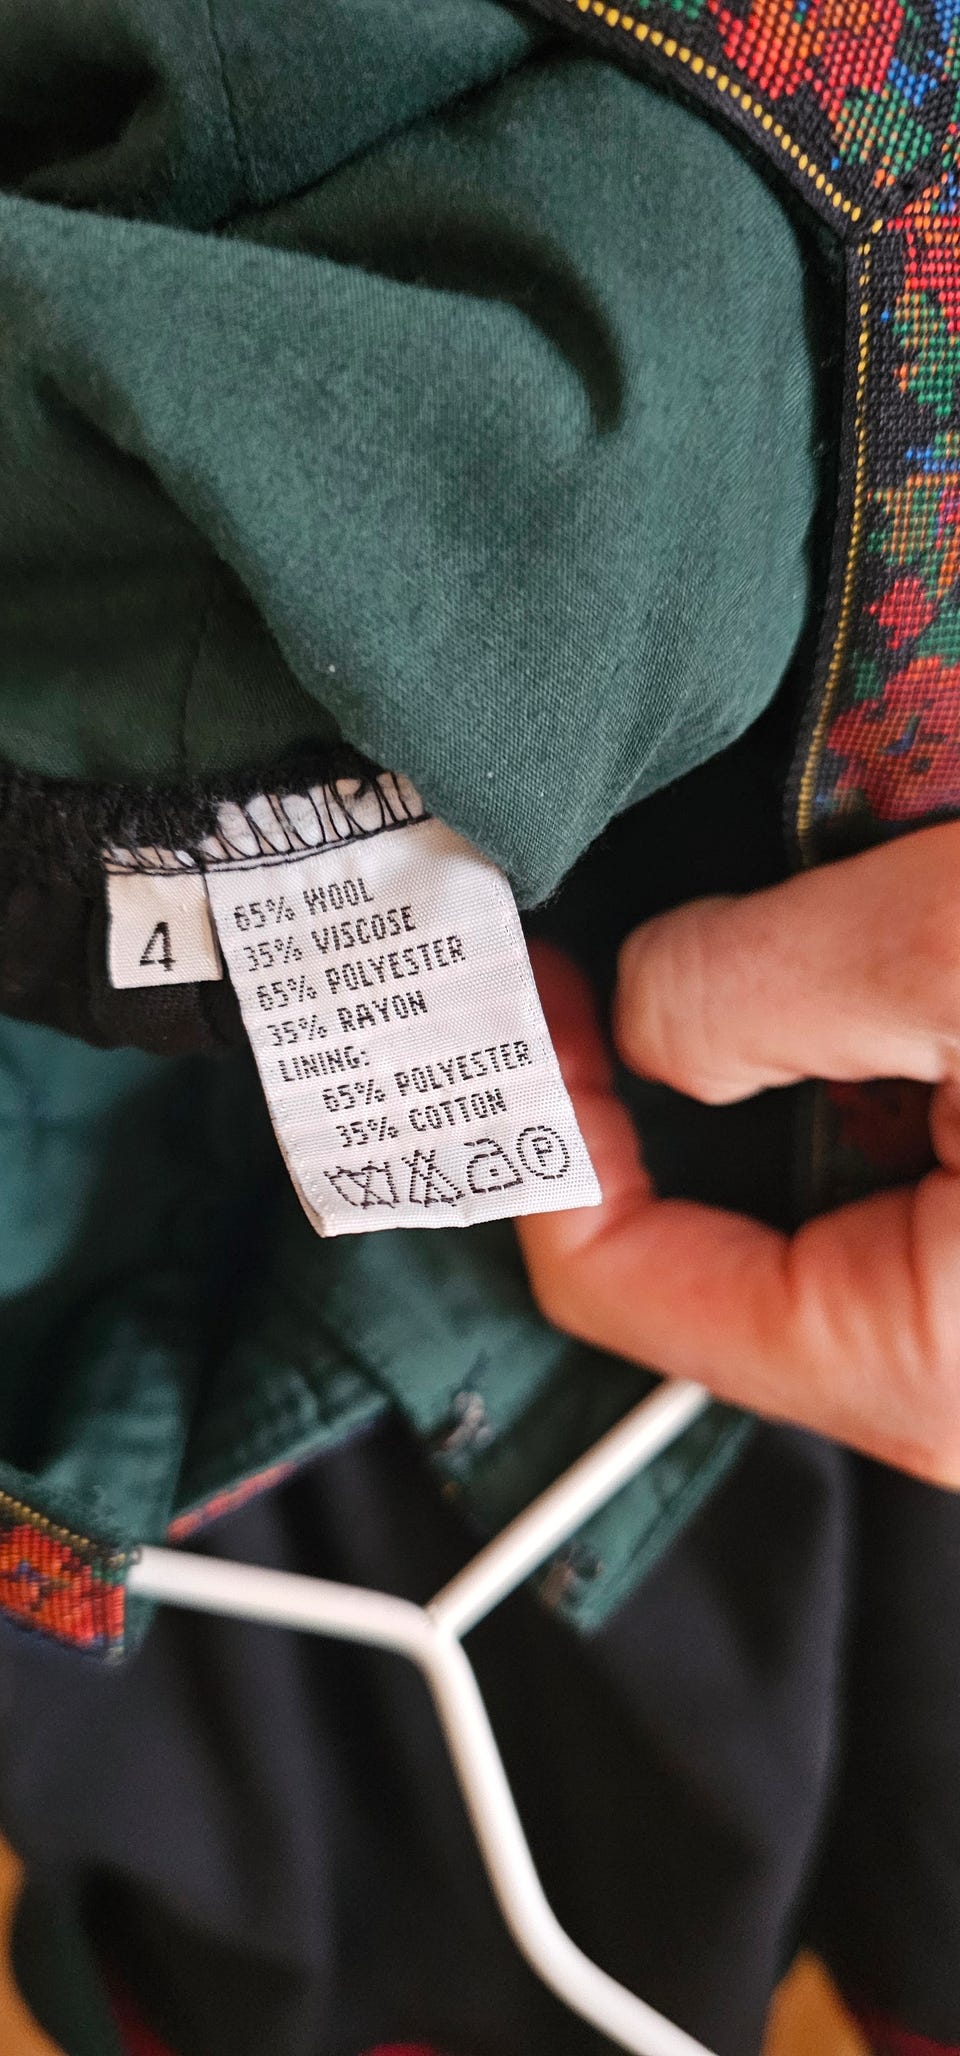 4
65% WOOL
35% VISCOSE
65% POLYESTER
35% RAYON
LINING:
65% POLYESTER
35% COTTON
P